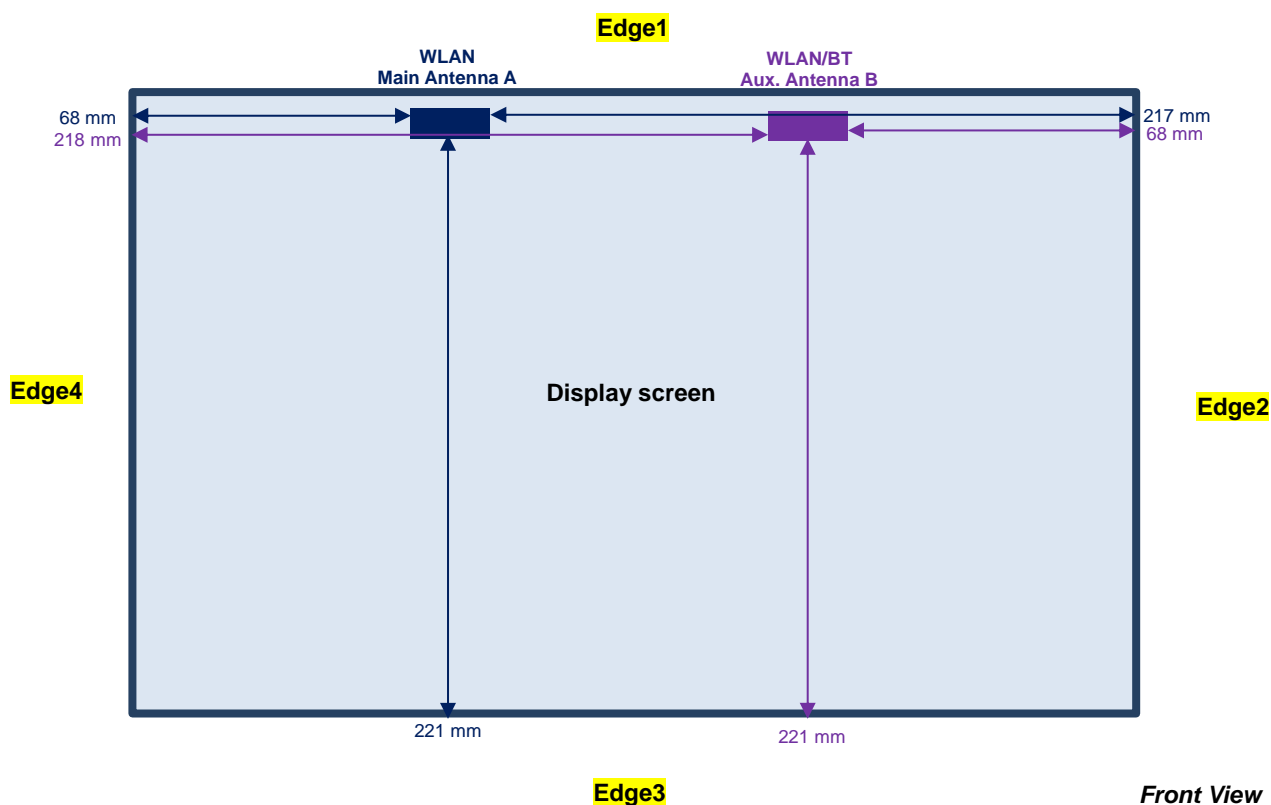 Edge1
WLAN
Main Antenna A
WLAN/BT
Aux. Antenna B
68 mm
217 mm
218 mm
68 mm
Edge4
Display screen
Edge2
221 mm
221 mm
Edge3
Front View